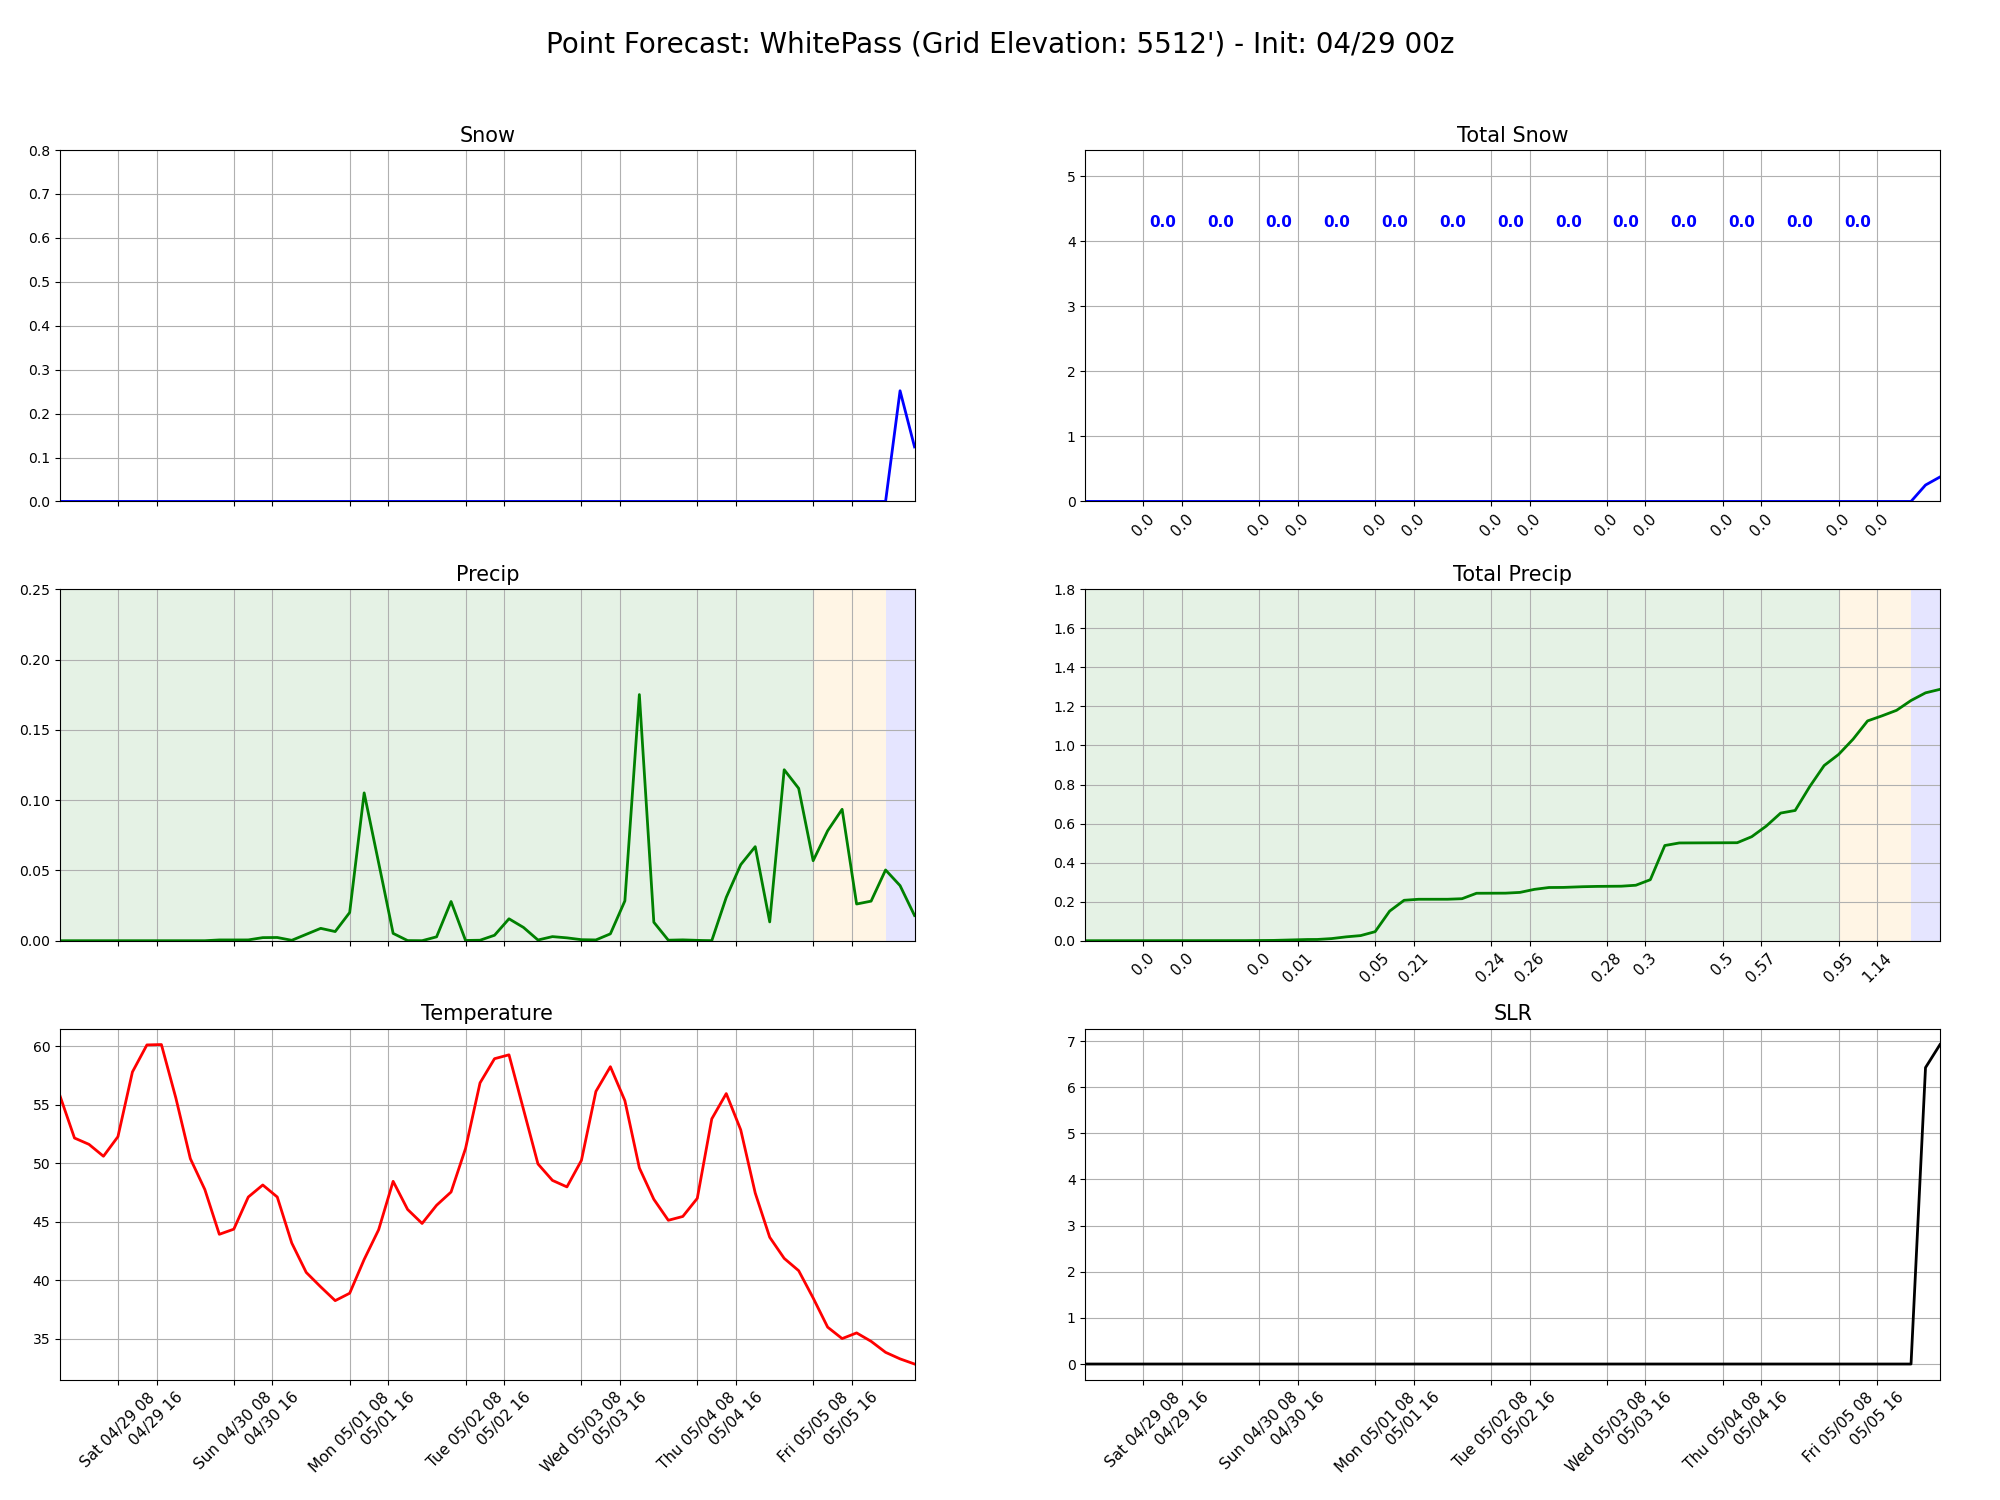 Point Forecast: WhitePass (Grid Elevation: 5512') - Init: 04/29 00z
Snow
0.8
0.7
0.6
0.5
0.4
0.3
0.2
0.1
0.0
Total Snow
5
4
3
2
1
0
0.0 0.0 0.0 0.0 0.0 0.0 0.0 0.0 0.0 0.0 0.0 0.0 0.0
0.0 0.0 0.0 0.0 0.0 0.0 0.0 0.0 0.0 0.0 0.0 0.0 0.0 0.0
Precip
0.25
0.20
0.15
0.10
0.05
0.00
Total Precip
1.8
1.6
1.4
1.2
1.0
0.8
0.6
0.4
0.2
0.0
0.0 0.0 0.0 0.01 0.05 0.21 0.24 0.26 0.28 0.3 0.5 0.57 0.95 1.14
Temperature
60
55
50
45
40
35
Sat 04/29 08
04/29 16
Sun 04/30 08
04/30 16
Mon 05/01 08
05/01 16
Tue 05/02 08
05/02 16
Wed 05/03 08
05/03 16
Thu 05/04 08
05/04 16
Fri 05/05 08
05/05 16
SLR
7
6
5
4
3
2
1
0
Sat 04/29 08
04/29 16
Sun 04/30 08
04/30 16
Mon 05/01 08
05/01 16
Tue 05/02 08
05/02 16
Wed 05/03 08
05/03 16
Thu 05/04 08
05/04 16
Fri 05/05 08
05/05 16